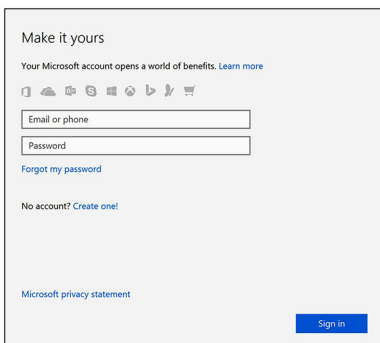 Make it yours
Your Microsoft account opens a world of benefits. Learn more
Email or phone
Password
Forgot my password
No account? Create one!
Microsoft privacy statement
Sign in